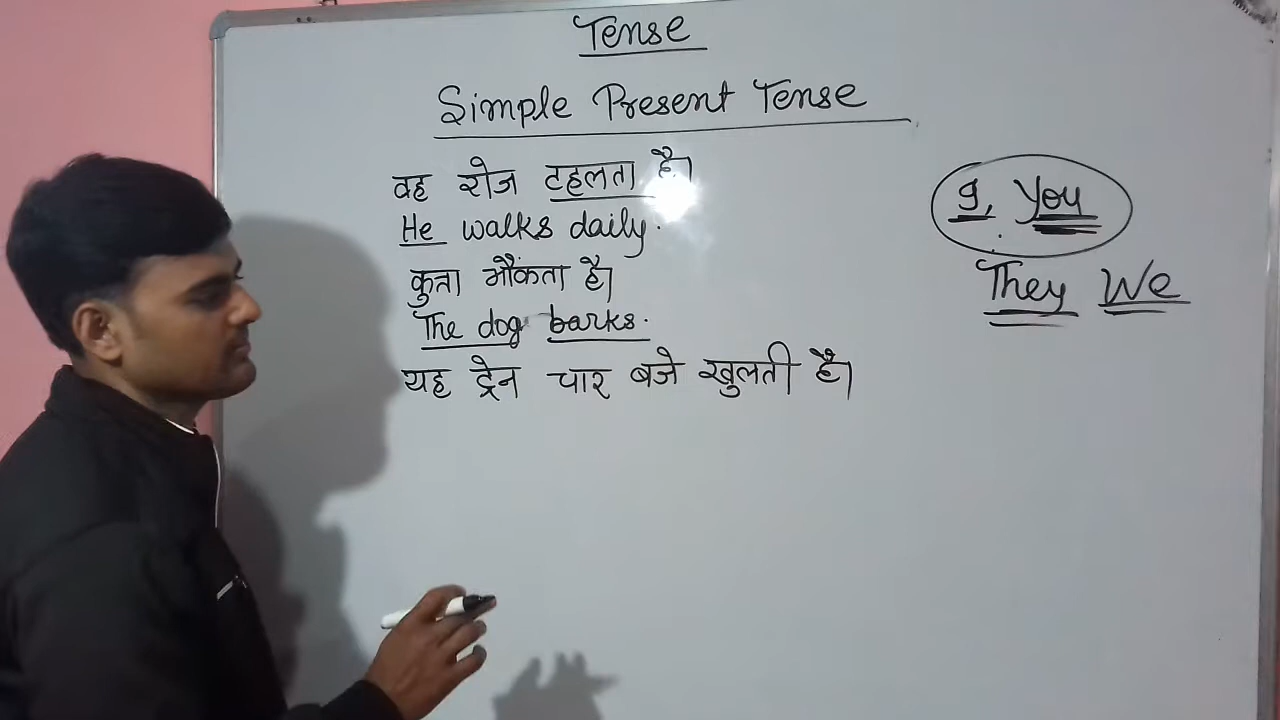 Tense
Simple Present Tense
वह रोज टहलता है।
He walks daily.
कुत्ता भौंकता है।
The dog barks.
यह ट्रेन चार बजे खुलती है।
I, You
They We